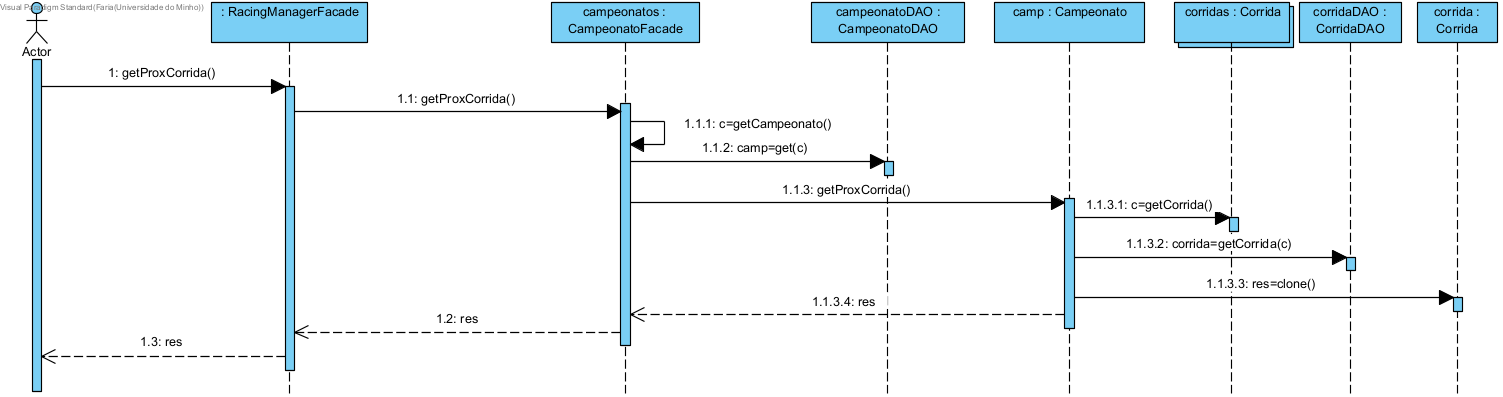 Visual Paradigm Standard(Faria(Universidade do Minho))
Actor
: RacingManagerFacade
campeonatos :
CampeonatoFacade
campeonatoDAO :
CampeonatoDAO
camp : Campeonato
corridas : Corrida
corridaDAO :
CorridaDAO
corrida :
Corrida
1: getProxCorrida()
1.1: getProxCorrida()
1.1.1: c=getCampeonato()
1.1.2: camp=get(c)
1.1.3: getProxCorrida()
1.1.3.1: c=getCorrida()
1.1.3.2: corrida=getCorrida(c)
1.1.3.3: res=clone()
1.1.3.4: res
1.2: res
1.3: res